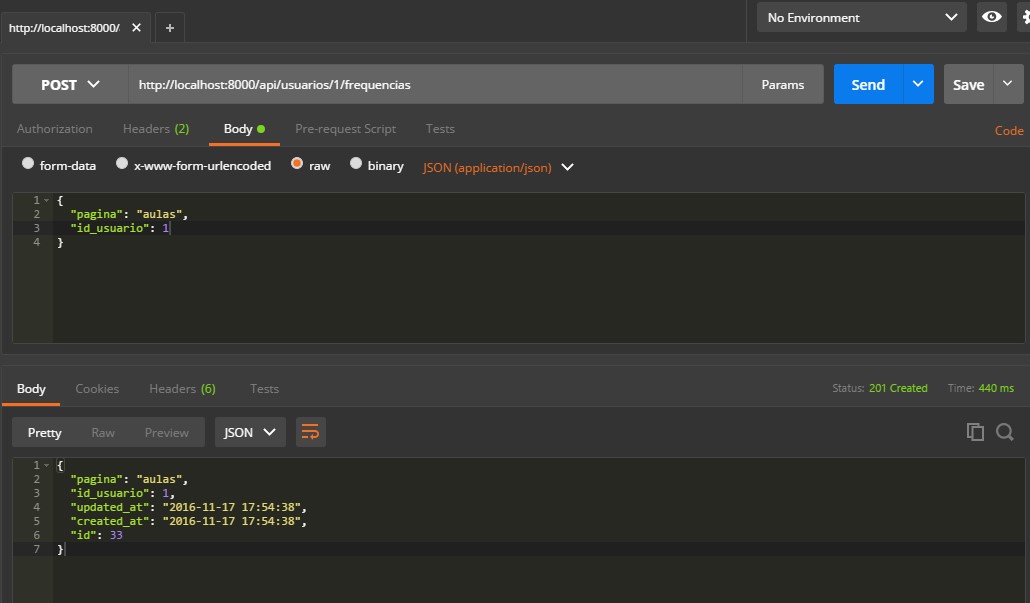 http://localhost:8000/ × +
No Environment
POST http://localhost:8000/api/usuarios/1/frequencias Params Send Save
Authorization Headers (2) Body Pre-request Script Tests Code
form-data x-www-form-urlencoded raw binary JSON (application/json)
1 {
2 "pagina": "aulas",
3 "id_usuario": 1
4 }
Body Cookies Headers (6) Tests Status: 201 Created Time: 440 ms
Pretty Raw Preview JSON
1 {
2 "pagina": "aulas",
3 "id_usuario": 1,
4 "updated_at": "2016-11-17 17:54:38",
5 "created_at": "2016-11-17 17:54:38",
6 "id": 33
7 }